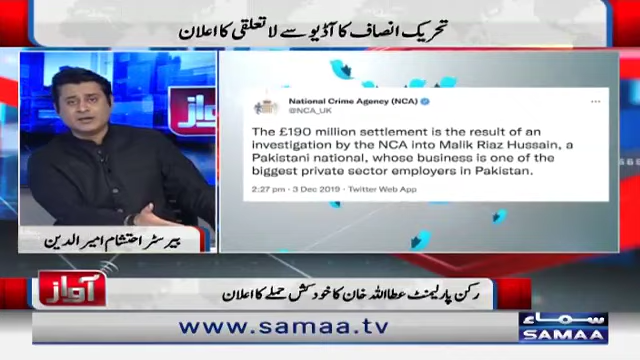 تحریک انصاف کا آڈیو سے لاتعلقی کا اعلان
آواز
National Crime Agency (NCA)
@NCA_UK
The £190 million settlement is the result of an
investigation by the NCA into Malik Riaz Hussain, a
Pakistani national, whose business is one of the
biggest private sector employers in Pakistan.
2:27 pm · 3 Dec 2019 · Twitter Web App
بیرسٹر احتشام امیر الدین
آواز
رکن پارلیمنٹ عطااللہ خان کا خودکش حملے کا اعلان
www.samaa.tv
سماء
SAMAA TV